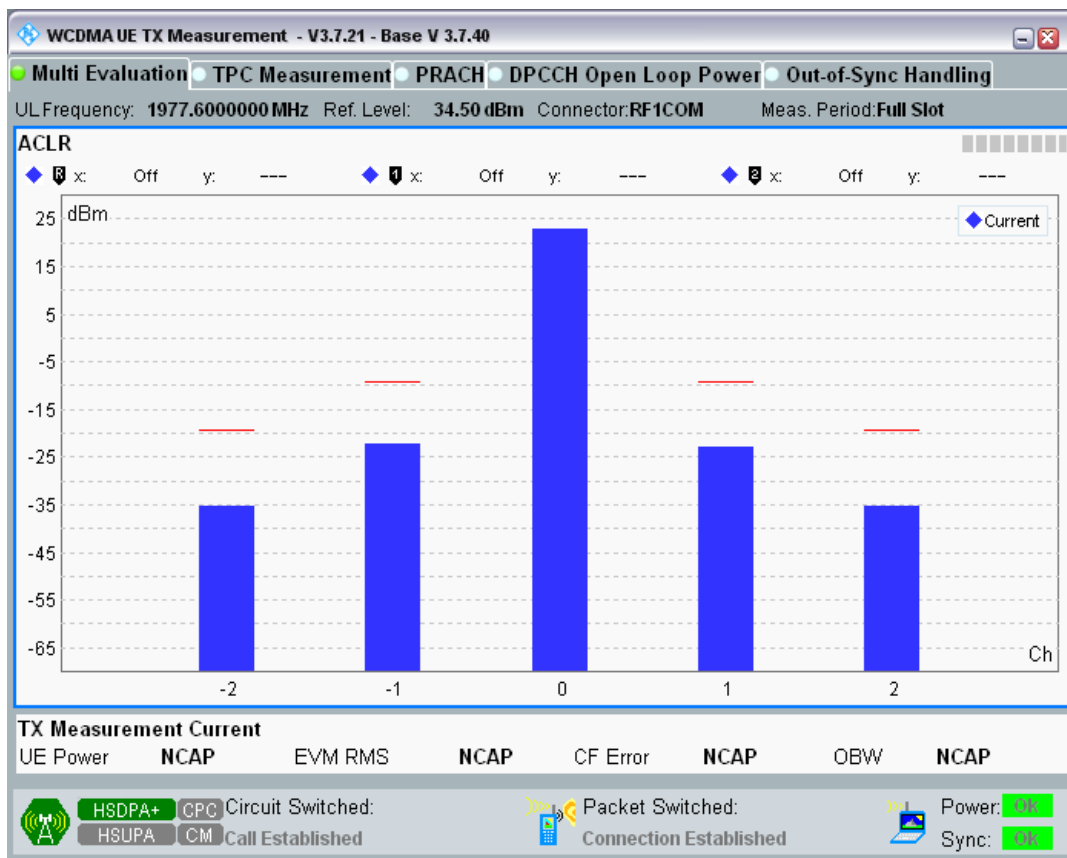 WCDMA UE TX Measurement - V3.7.21 - Base V 3.7.40
Multi Evaluation TPC Measurement PRACH DPCCH Open Loop Power Out-of-Sync Handling
UL Frequency: 1977.6000000 MHz Ref. Level: 34.50 dBm Connector:RF1COM Meas. Period:Full Slot
ACLR
R x: Off y: --- 1 x: Off y: --- 2 x: Off y: ---
dBm
Current
25
15
5
-5
-15
-25
-35
-45
-55
-65
Ch
-2 -1 0 1 2
TX Measurement Current
UE Power NCAP EVM RMS NCAP CF Error NCAP OBW NCAP
HSDPA+ CPC Circuit Switched: Packet Switched: Power: Ok
HSUPA CM Call Established Connection Established Sync: Ok